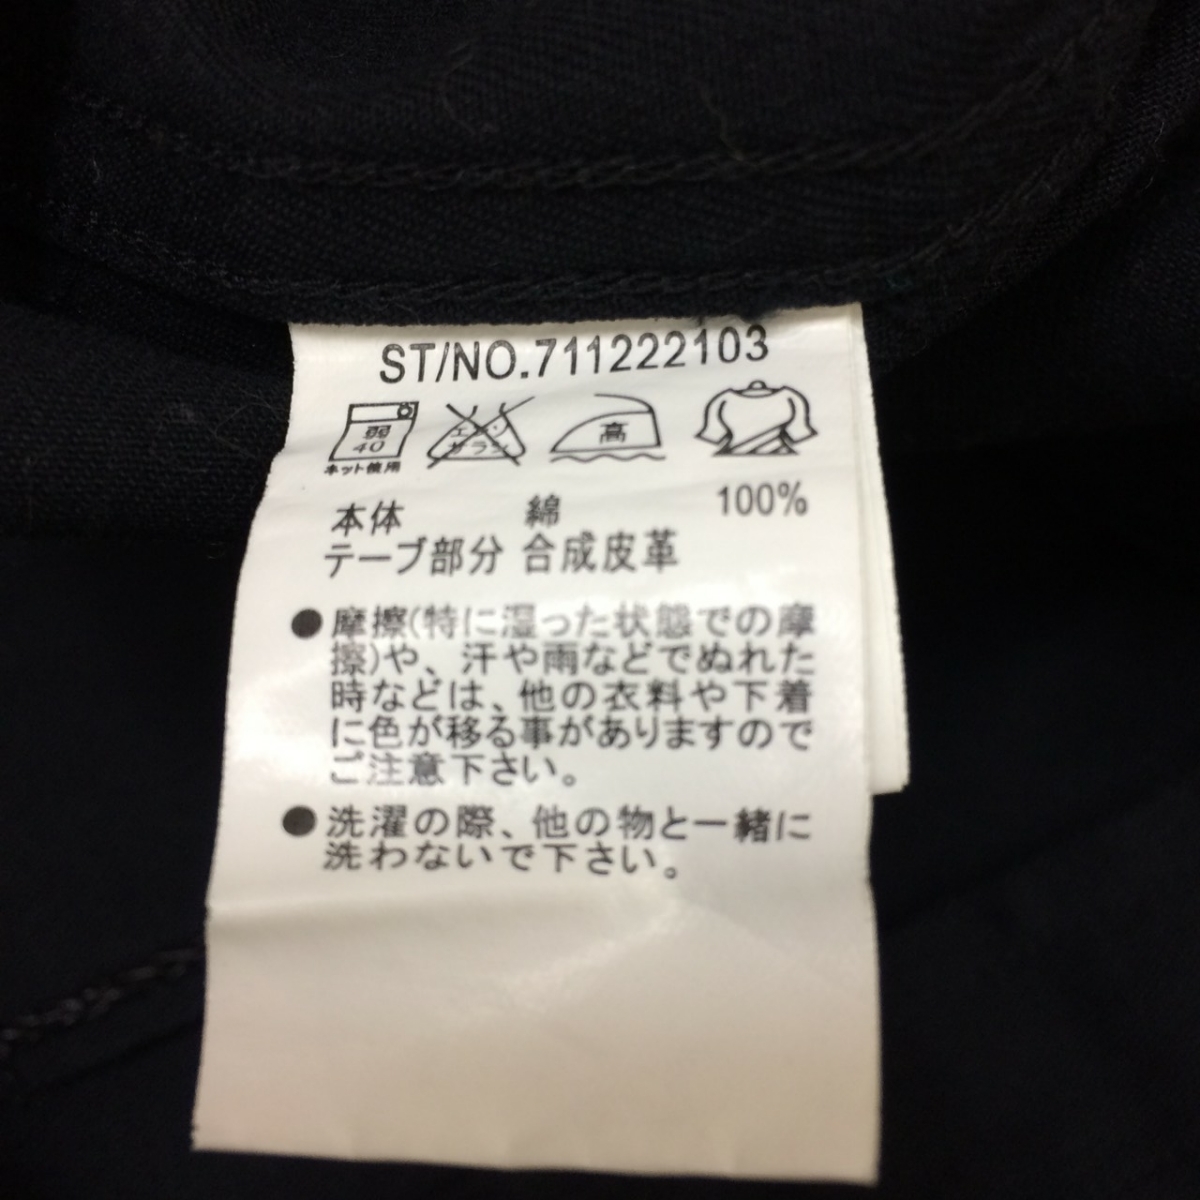 ST/NO.711222103
弱
40
ネット使用
エンソ
サラシ
高
本体 綿 100%
テープ部分 合成皮革
●摩擦(特に湿った状態での摩
擦)や、汗や雨などでぬれた
時などは、他の衣料や下着
に色が移る事がありますので
ご注意下さい。
●洗濯の際、他の物と一緒に
洗わないで下さい。